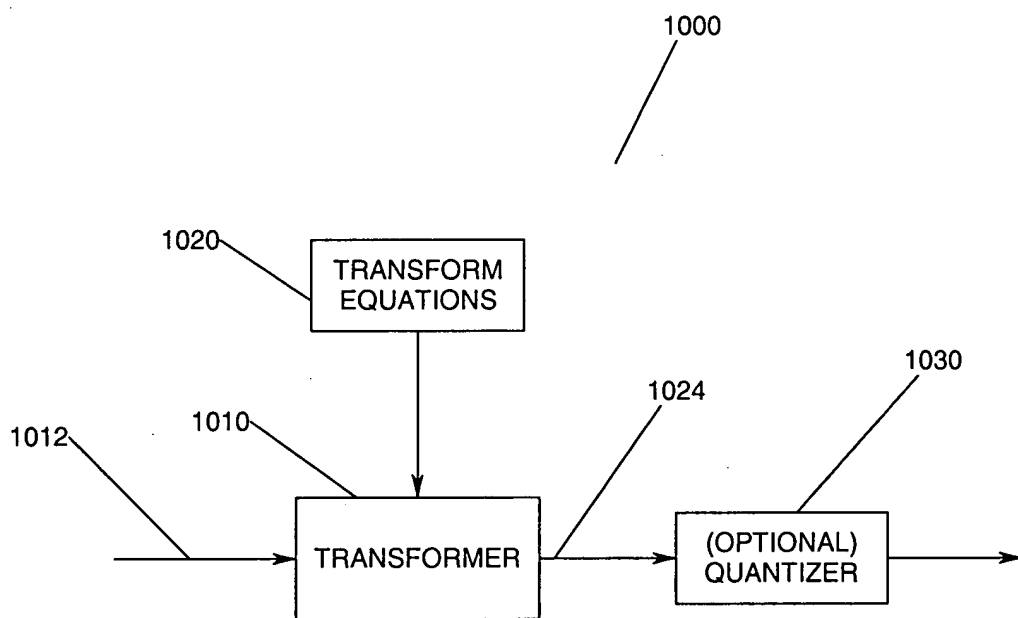 1000
1020
TRANSFORM
EQUATIONS
1030
1024
1010
1012
TRANSFORMER
(OPTIONAL)
QUANTIZER